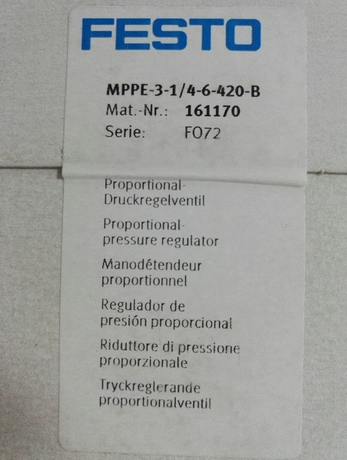 FESTO
MPPE-3-1/4-6-420-B
Mat.-Nr.: 161170
Serie: FO72
Proportional-
Druckregelventil
Proportional-
pressure regulator
Manodétendeur
proportionnel
Regulador de
presión proporcional
Riduttore di pressione
proporzionale
Tryckreglerande
proportionalventil